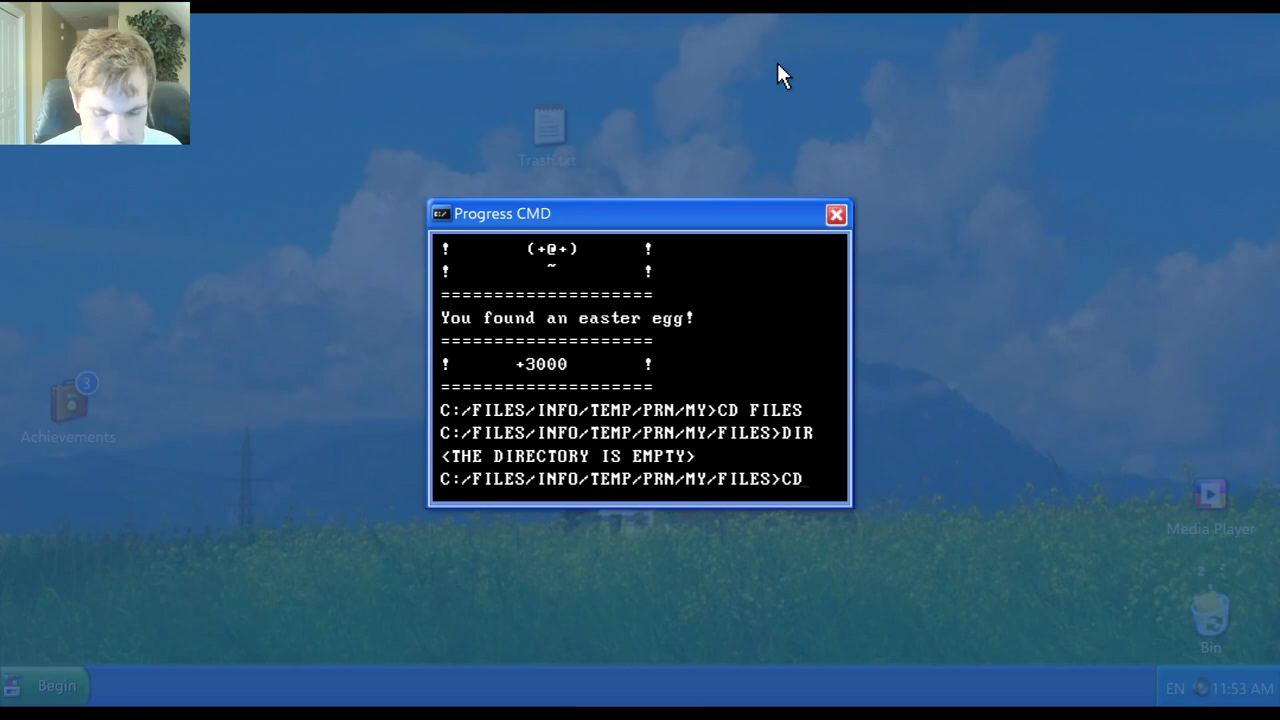 Trash.txt
Progress CMD
! (+@+) !
! ~ !
====================
You found an easter egg!
====================
! +3000 !
====================
C:/FILES/INFO/TEMP/PRN/MY>CD FILES
C:/FILES/INFO/TEMP/PRN/MY/FILES>DIR
<THE DIRECTORY IS EMPTY>
C:/FILES/INFO/TEMP/PRN/MY/FILES>CD_
3
Achievements
Media Player
z z
Bin
Begin
EN 11:53 AM